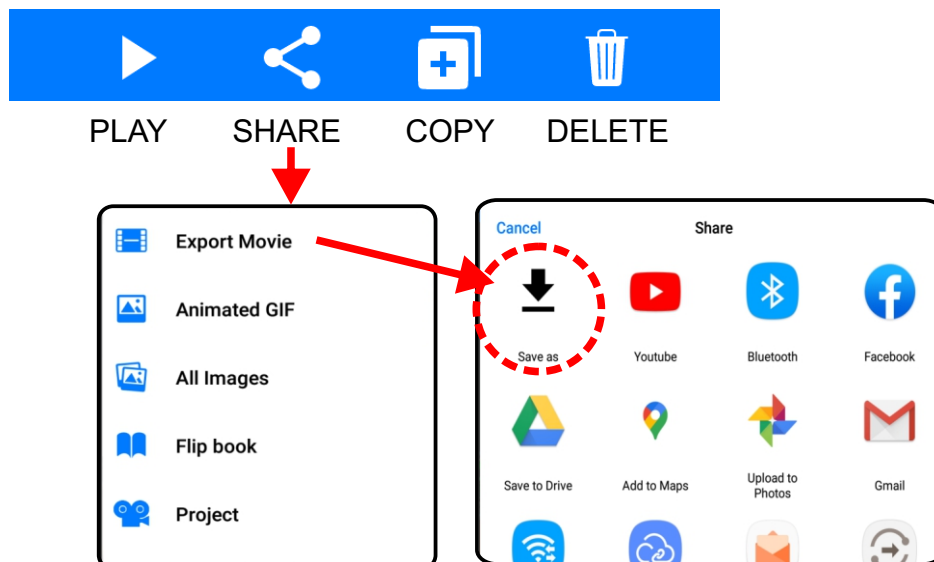 PLAY SHARE COPY DELETE
Export Movie
Animated GIF
All Images
Flip book
Project
Cancel Share
Save as Youtube Bluetooth Facebook
Save to Drive Add to Maps Upload to Photos Gmail